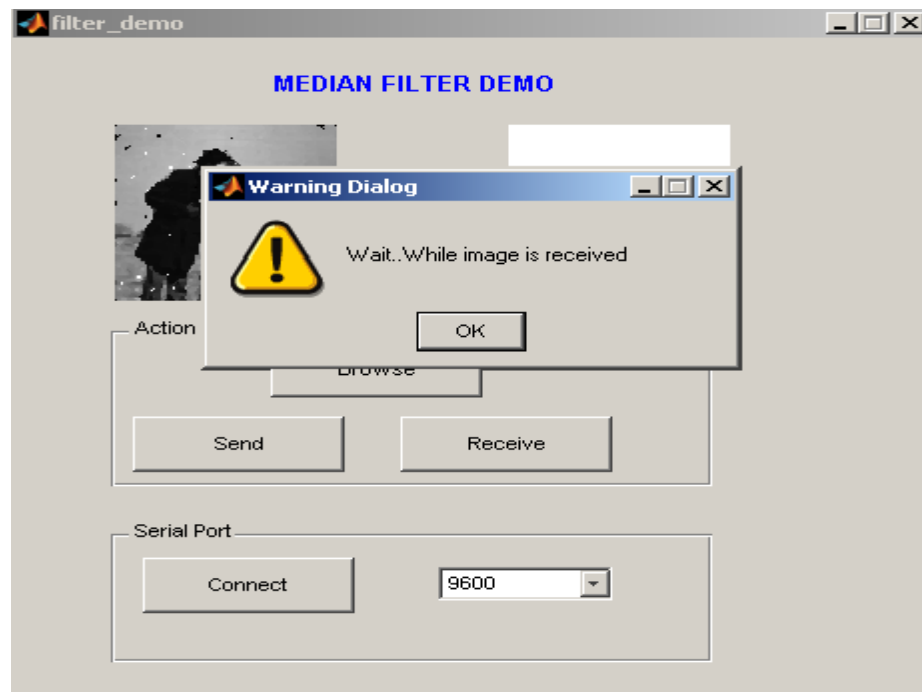 filter_demo
MEDIAN FILTER DEMO
Warning Dialog
Wait..While image is received
OK
Action
Browse
Send
Receive
Serial Port
Connect
9600